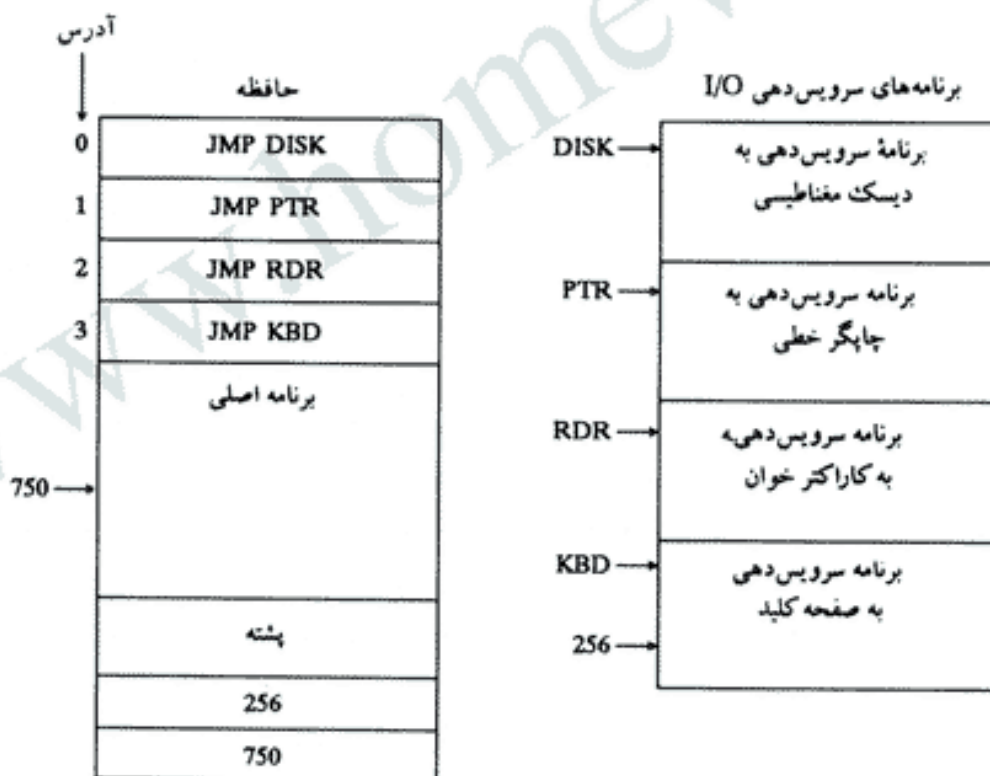 آدرس
حافظه
0 JMP DISK
1 JMP PTR
2 JMP RDR
3 JMP KBD
برنامه اصلی
750
پشته
256
750
برنامه‌های سرویس‌دهی I/O
DISK
برنامهٔ سرویس‌دهی به
دیسک مغناطیسی
PTR
برنامه سرویس‌دهی به
چاپگر خطی
RDR
برنامه سرویس‌دهی‌ه
به کاراکتر خوان
KBD
برنامه سرویس‌دهی
به صفحه کلید
256
www.home